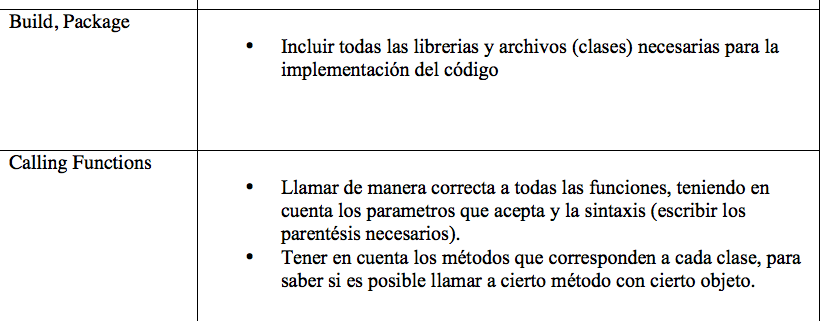 Build, Package
• Incluir todas las librerias y archivos (clases) necesarias para la
implementación del código
Calling Functions
• Llamar de manera correcta a todas las funciones, teniendo en
cuenta los parametros que acepta y la sintaxis (escribir los
parentésis necesarios).
• Tener en cuenta los métodos que corresponden a cada clase, para
saber si es posible llamar a cierto método con cierto objeto.